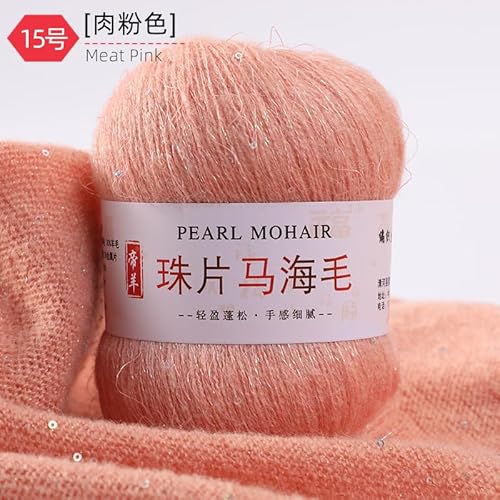 15号
[肉粉色]
Meat Pink
PEARL MOHAIR
帝羊
珠片马海毛
--轻盈蓬松·手感细腻--